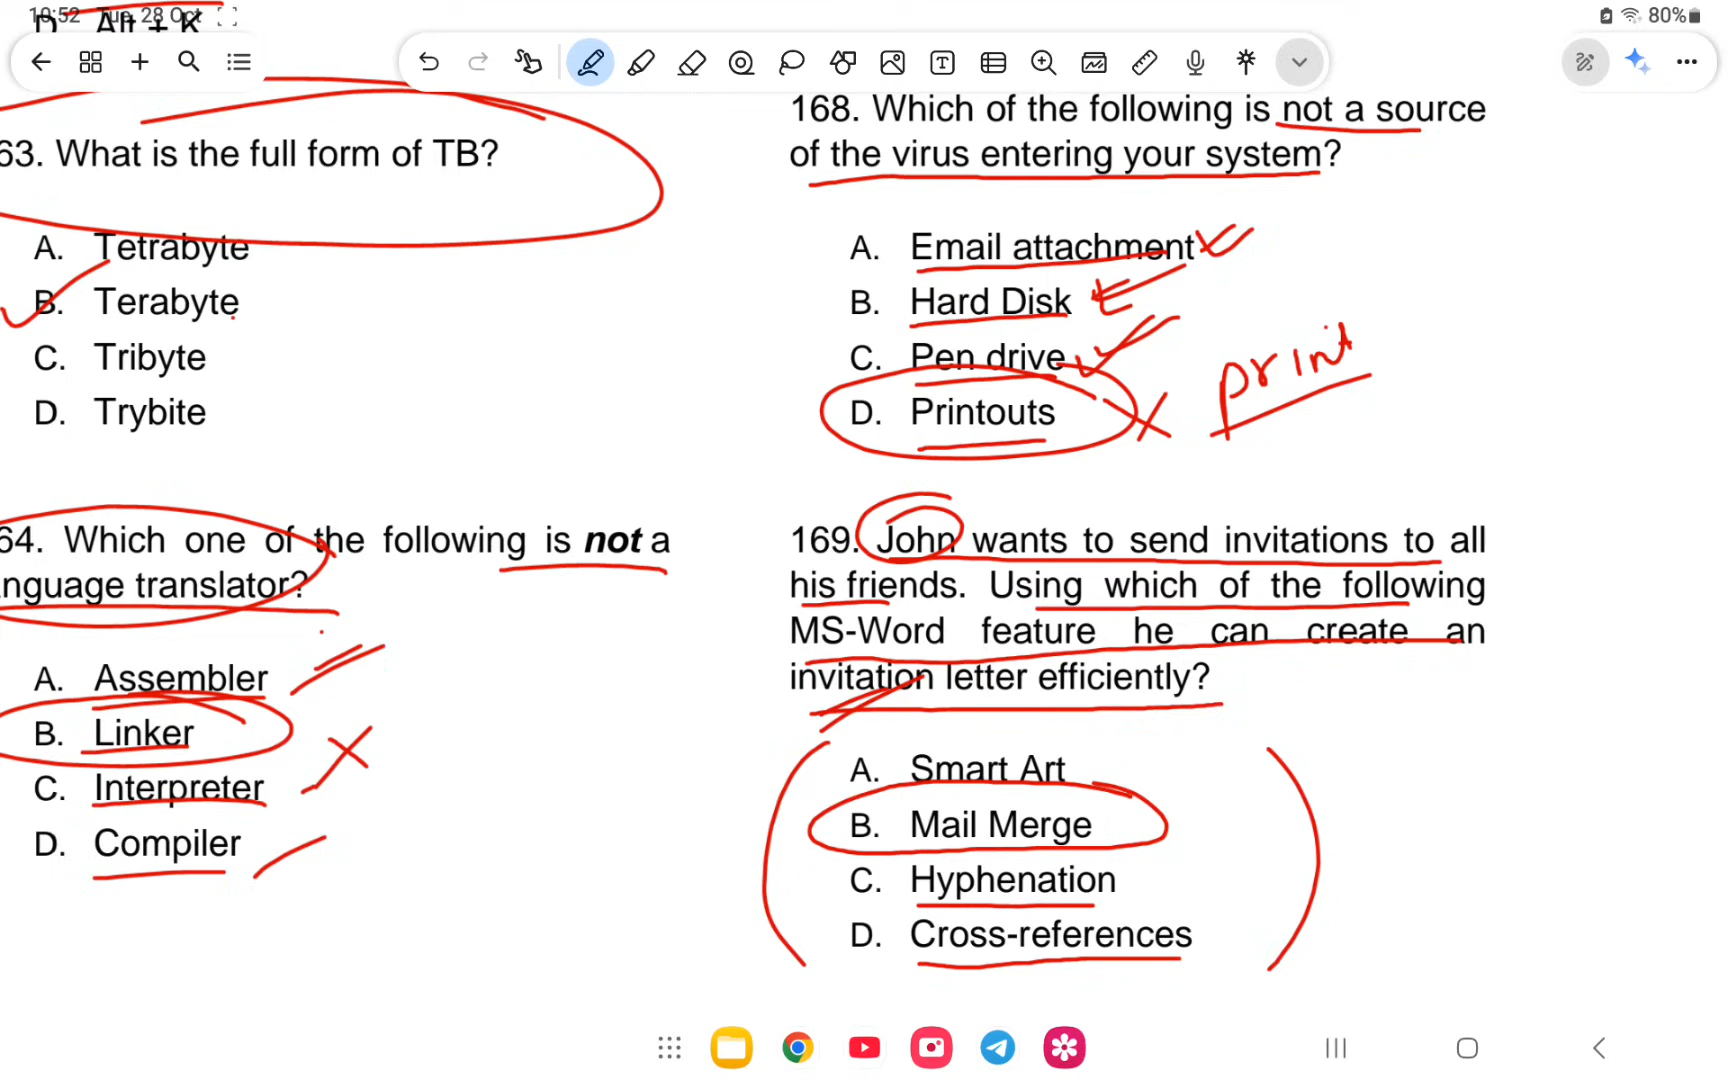 10:52 Tue, 28 Oct
80%
D. Alt + K
63. What is the full form of TB?
A. Tetrabyte
B. Terabyte
C. Tribyte
D. Trybite
64. Which one of the following is not a
nguage translator?
A. Assembler
B. Linker
C. Interpreter
D. Compiler
168. Which of the following is not a source
of the virus entering your system?
A. Email attachment
B. Hard Disk
C. Pen drive
D. Printouts
print
169. John wants to send invitations to all
his friends. Using which of the following
MS-Word feature he can create an
invitation letter efficiently?
A. Smart Art
B. Mail Merge
C. Hyphenation
D. Cross-references